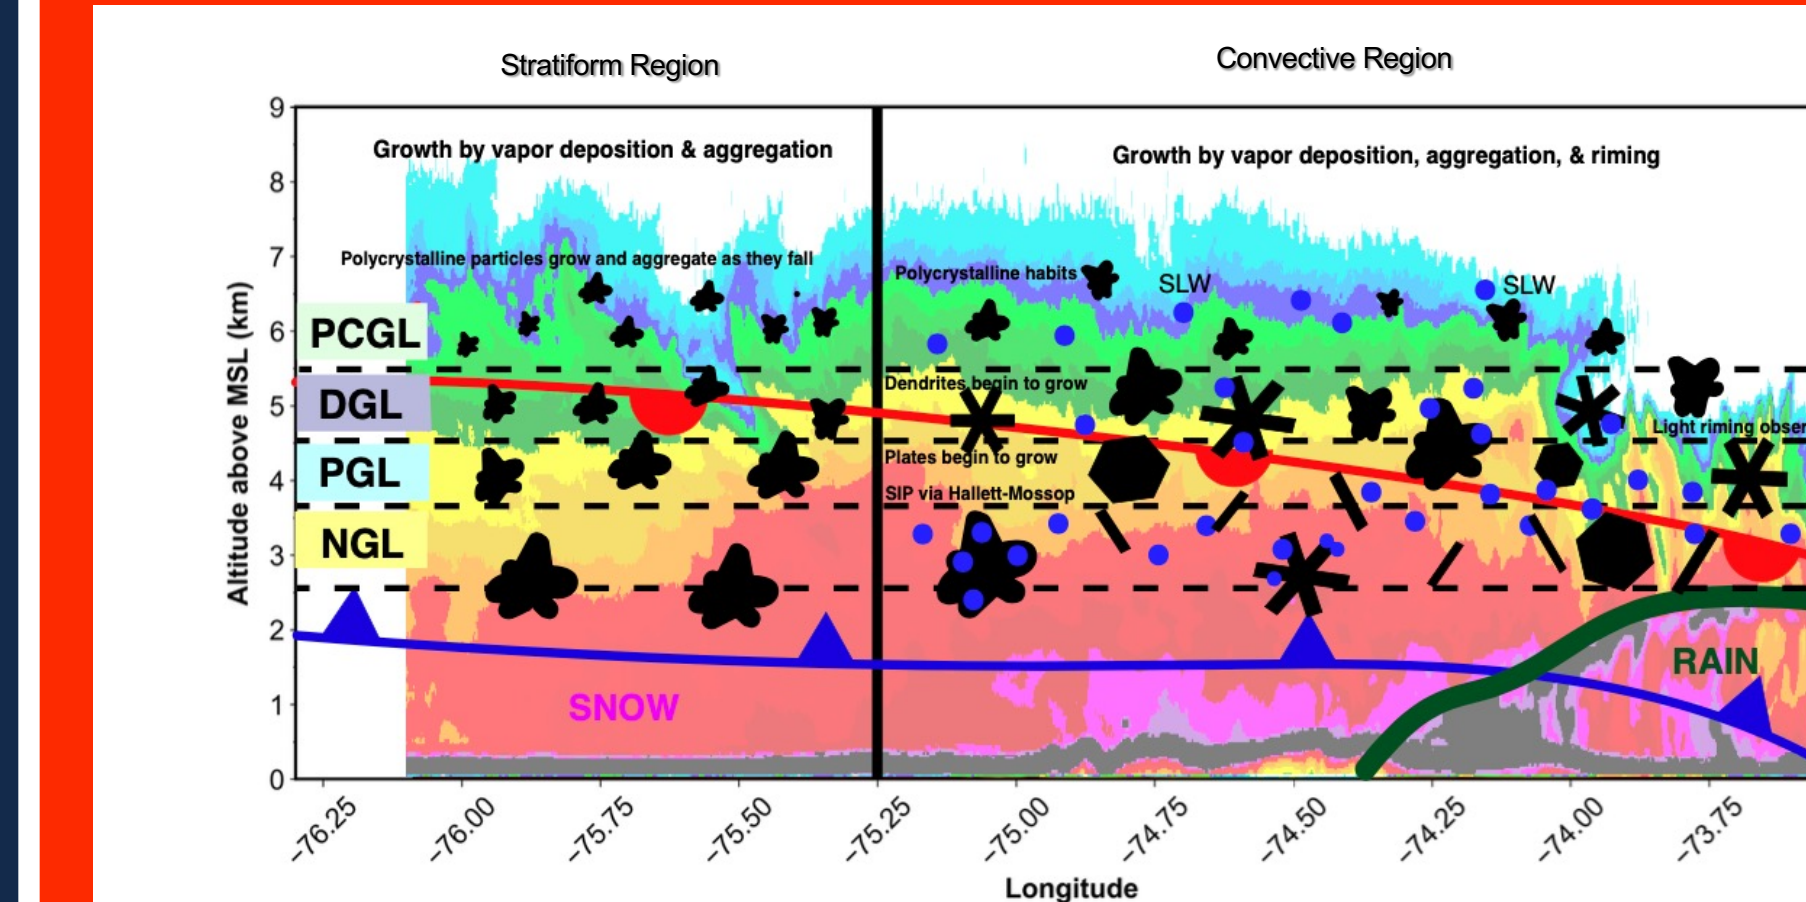 Stratiform Region
Convective Region
Growth by vapor deposition & aggregation
Growth by vapor deposition, aggregation, & riming
Polycrystalline particles grow and aggregate as they fall
Polycrystalline habits
SLW
SLW
PCGL
DGL
PGL
NGL
Dendrites begin to grow
Light riming obser
Plates begin to grow
SIP via Hallett-Mossop
SNOW
RAIN
Altitude above MSL (km)
9
8
7
6
5
4
3
2
1
0
−76.25
−76.00
−75.75
−75.50
−75.25
−75.00
−74.75
−74.50
−74.25
−74.00
−73.75
Longitude